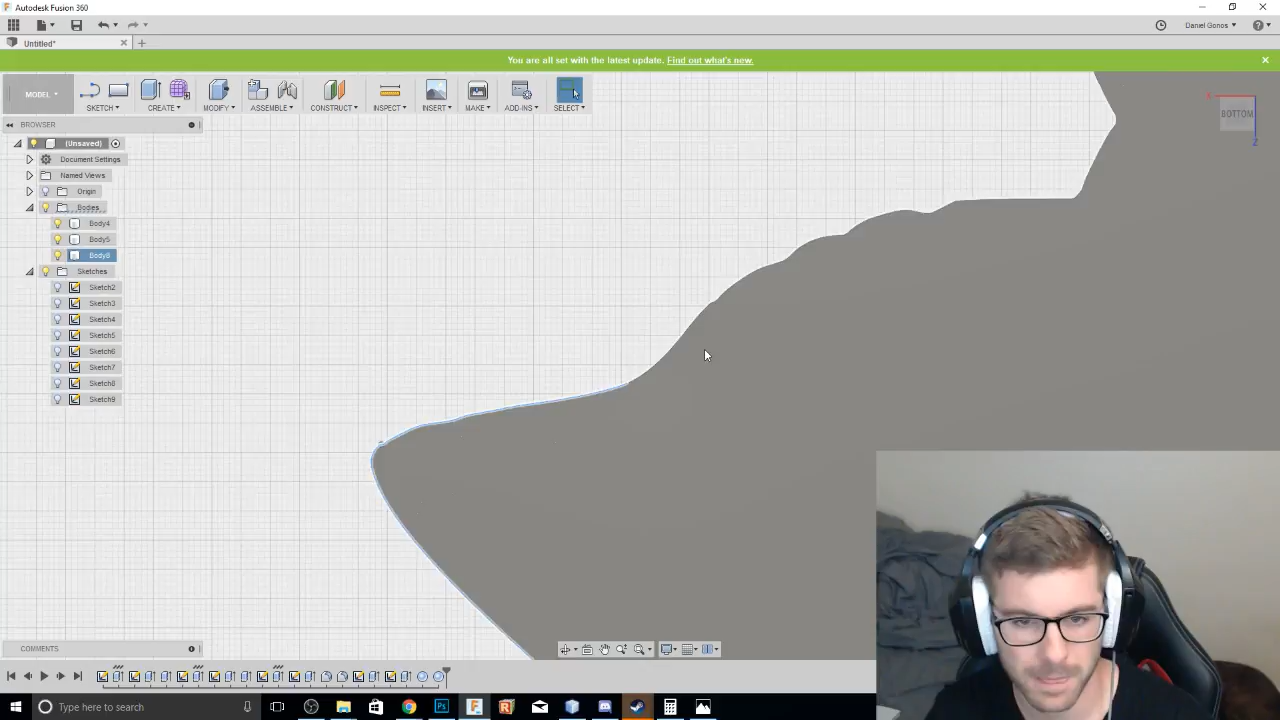 Autodesk Fusion 360
Daniel Gonos
Untitled*
You are all set with the latest update. Find out what's new.
MODEL
SKETCH
CREATE
MODIFY
ASSEMBLE
CONSTRUCT
INSPECT
INSERT
MAKE
ADD-INS
SELECT
BROWSER
(Unsaved)
Document Settings
Named Views
Origin
Bodies
Body4
Body5
Body8
Sketches
Sketch2
Sketch3
Sketch4
Sketch5
Sketch6
Sketch7
Sketch8
Sketch9
X
BOTTOM
Z
COMMENTS
Type here to search
Ps